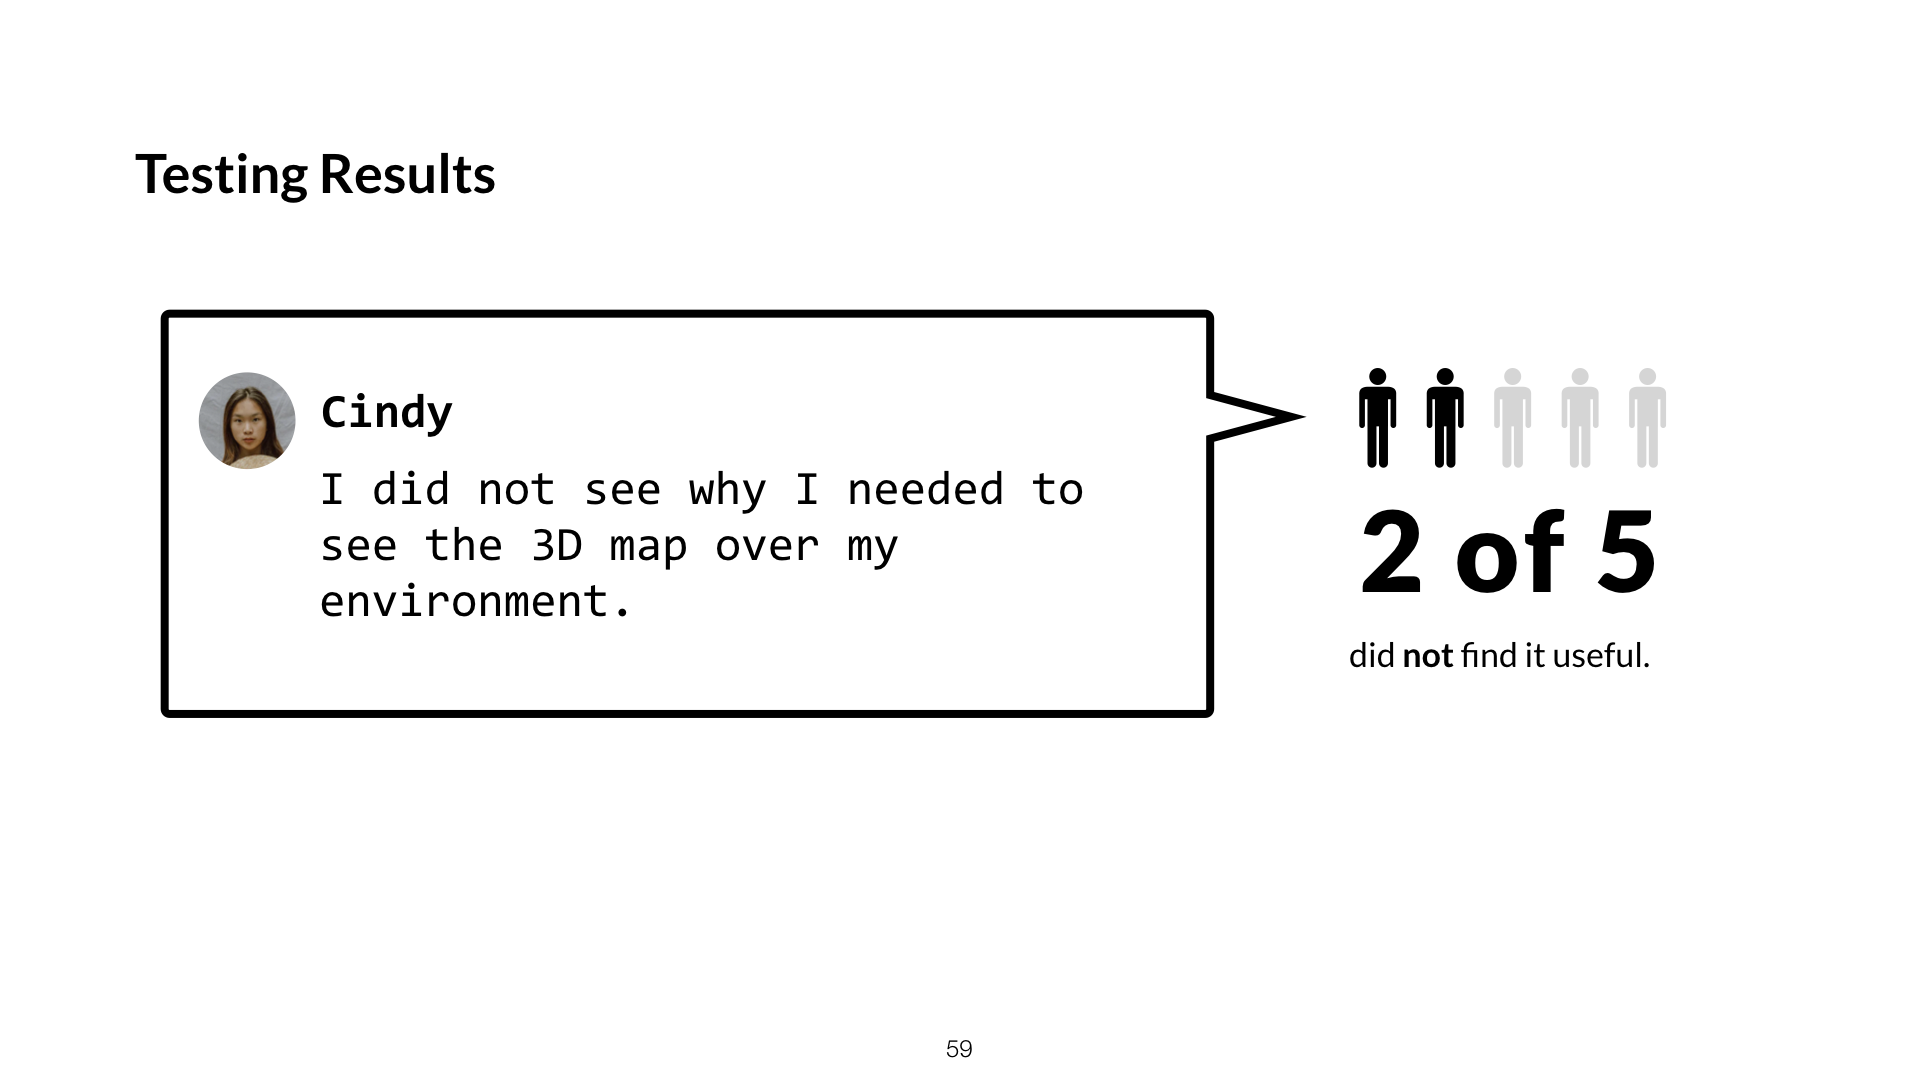 Testing Results
Cindy
I did not see why I needed to
see the 3D map over my
environment.
2 of 5
did not find it useful.
59